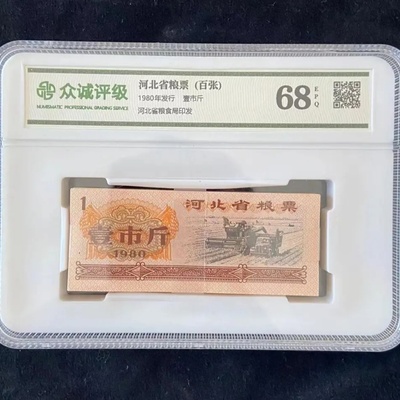 众诚评级
NUMISMATIC PROFESSIONAL GRADING SERVICE
河北省粮票（百张）
1980年发行 壹市斤
河北省粮食局印发
68 EPQ
1
河北省粮票
壹市斤
1980